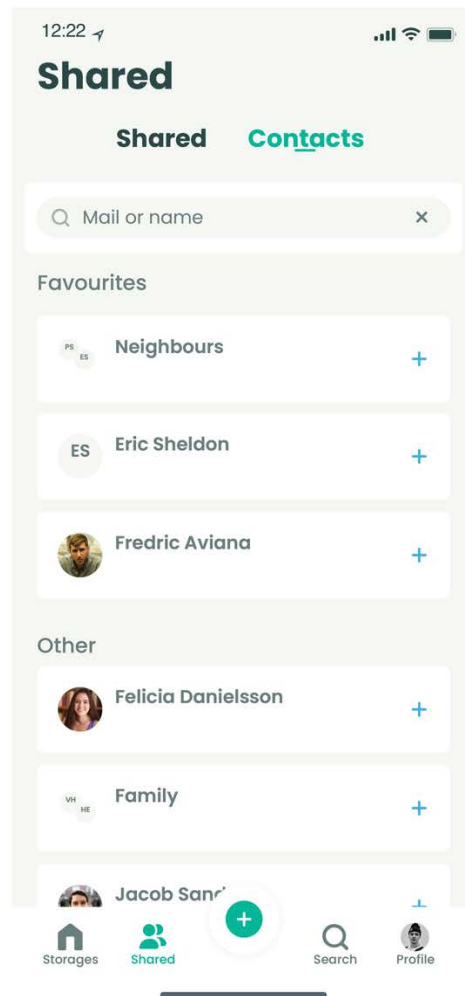 12:22
Shared
Shared Contacts
Mail or name
Favourites
PS
ES
Neighbours
ES
Eric Sheldon
Fredric Aviana
Other
Felicia Danielsson
VH
HE
Family
Jacob
Storages Shared Search Profile